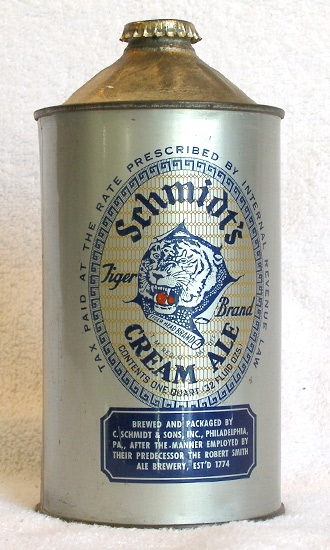 TAX PAID AT THE RATE PRESCRIBED BY INTERNAL REVENUE LAW
Schmidt's
Tiger Brand
CREAM ALE
CONTENTS ONE QUART (32 FLUID OZS.)
BREWED AND PACKAGED BY
C. SCHMIDT & SONS, INC., PHILADELPHIA,
PA., AFTER THE MANNER EMPLOYED BY
THEIR PREDECESSOR THE ROBERT SMITH
ALE BREWERY, EST'D 1774